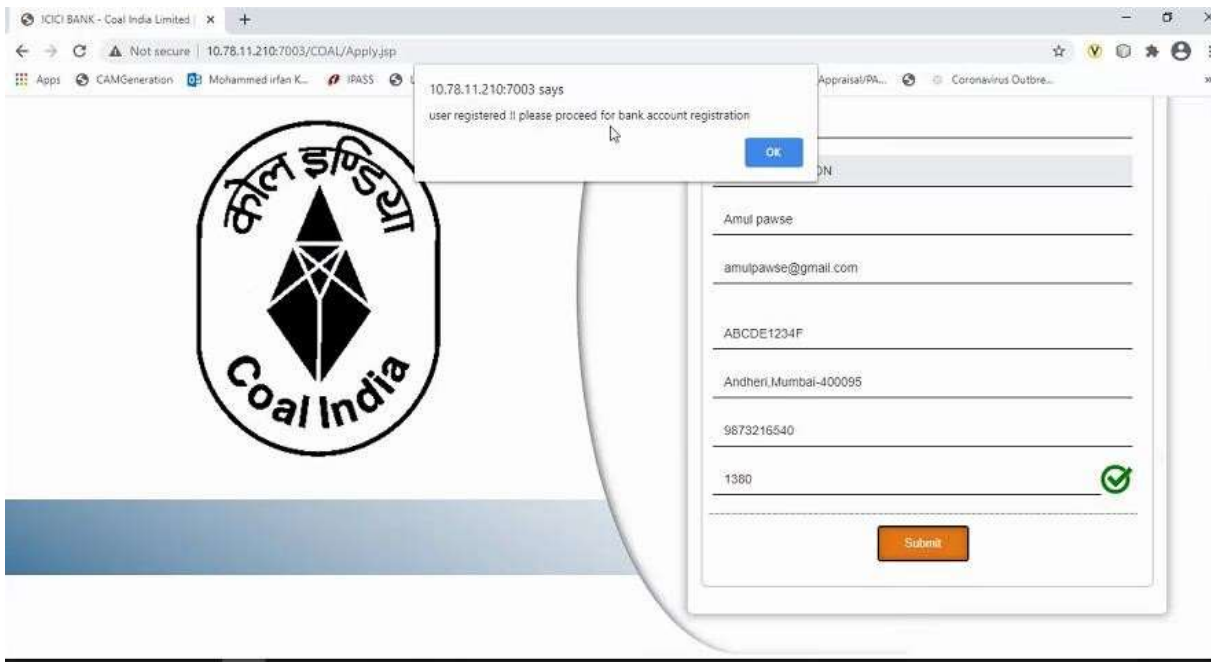 ICICI BANK - Coal India Limited
Not secure | 10.78.11.210:7003/COAL/Apply.jsp
Apps CAMGeneration Mohammed irfan K... IPASS Appraisal/PA... Coronavirus Outbre...
10.78.11.210:7003 says
user registered !! please proceed for bank account registration
OK
कोल इण्डिया
Coal India
ON
Amul pawse
amulpawse@gmail.com
ABCDE1234F
Andheri,Mumbai-400095
9873216540
1380
Submit